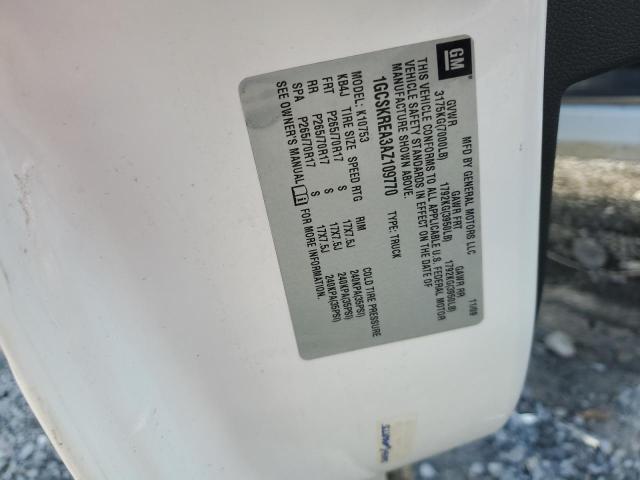 GM
MFD BY GENERAL MOTORS LLC 11/09
GVWR GAWR FRT GAWR RR
3175KG(7000LB) 1792KG(3950LB) 1792KG(3950LB)
THIS VEHICLE CONFORMS TO ALL APPLICABLE U.S. FEDERAL MOTOR
VEHICLE SAFETY STANDARDS IN EFFECT ON THE DATE OF
MANUFACTURE SHOWN ABOVE.
1GCSKREA3AZ109770 TYPE: TRUCK
MODEL: K10753
KB4J TIRE SIZE SPEED RTG RIM COLD TIRE PRESSURE
FRT P265/70R17 S 17X7.5J 240KPA(35PSI)
RR P265/70R17 S 17X7.5J 240KPA(35PSI)
SPA P265/70R17 S 17X7.5J 240KPA(35PSI)
SEE OWNER'S MANUAL FOR MORE INFORMATION.